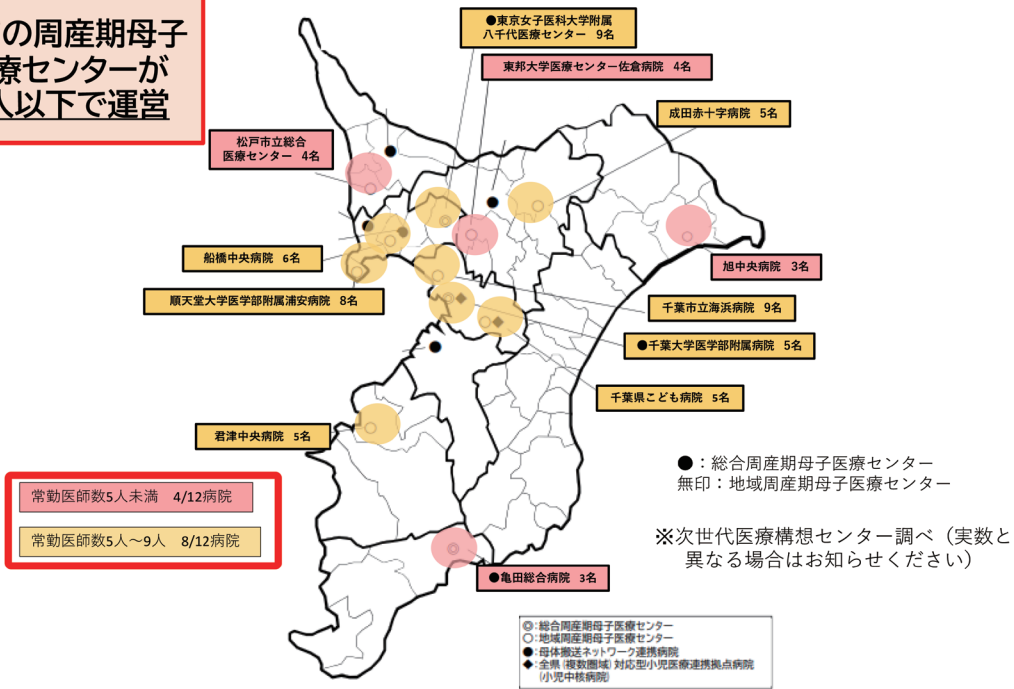 の周産期母子
療センターが
人以下で運営
●東京女子医科大学附属
八千代医療センター 9名
東邦大学医療センター佐倉病院 4名
成田赤十字病院 5名
松戸市立総合
医療センター 4名
船橋中央病院 6名
旭中央病院 3名
順天堂大学医学部附属浦安病院 8名
千葉市立海浜病院 9名
●千葉大学医学部附属病院 5名
千葉県こども病院 5名
君津中央病院 5名
●:総合周産期母子医療センター
無印:地域周産期母子医療センター
常勤医師数5人未満 4/12病院
常勤医師数5人~9人 8/12病院
※次世代医療構想センター調べ(実数と
異なる場合はお知らせください)
●亀田総合病院 3名
◎:総合周産期母子医療センター
○:地域周産期母子医療センター
●:母体搬送ネットワーク連携病院
◆:全県(複数圏域)対応型小児医療連携拠点病院
(小児中核病院)